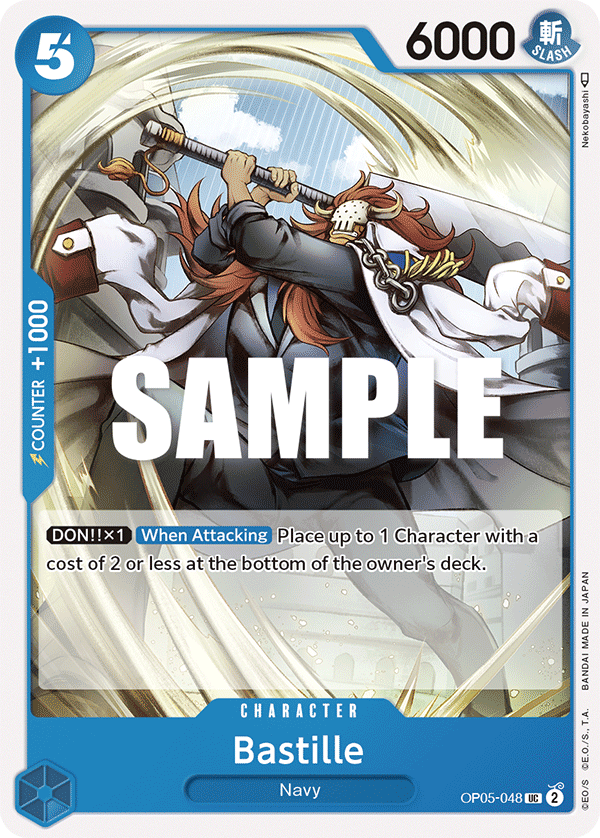 5
6000
斬
SLASH
Nekobayashi
COUNTER +1000
SAMPLE
DON!!×1 When Attacking Place up to 1 Character with a
cost of 2 or less at the bottom of the owner's deck.
CHARACTER
Bastille
Navy
OP05-048 UC 2
©E.O./S., T.A. BANDAI MADE IN JAPAN
©EO/S